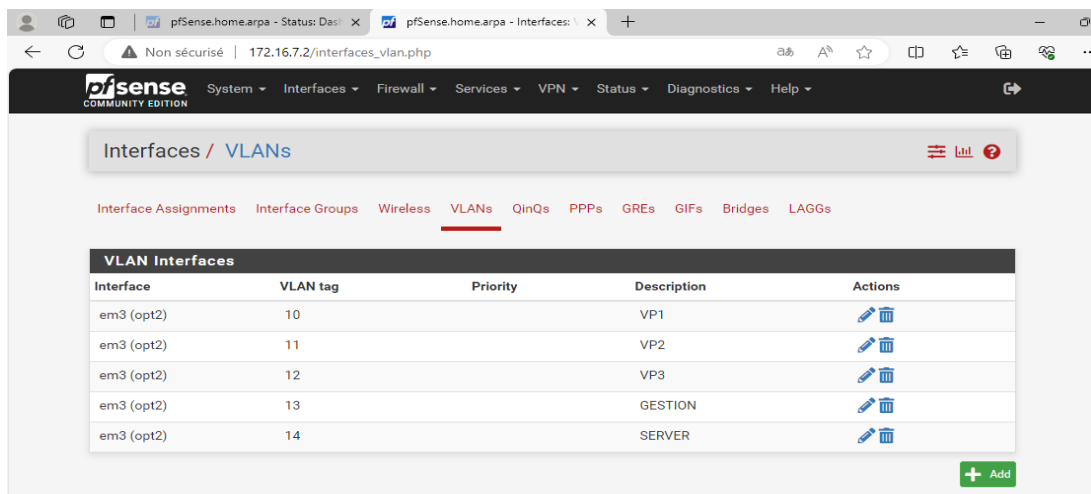 pfSense.home.arpa - Status: Das
pfSense.home.arpa - Interfaces:
Non sécurisé | 172.16.7.2/interfaces_vlan.php
pfsense System Interfaces Firewall Services VPN Status Diagnostics Help
COMMUNITY EDITION
Interfaces / VLANs
Interface Assignments Interface Groups Wireless VLANs QinQs PPPs GREs GIFs Bridges LAGGs
VLAN Interfaces
Interface VLAN tag Priority Description Actions
em3 (opt2) 10 VP1
em3 (opt2) 11 VP2
em3 (opt2) 12 VP3
em3 (opt2) 13 GESTION
em3 (opt2) 14 SERVER
+ Add